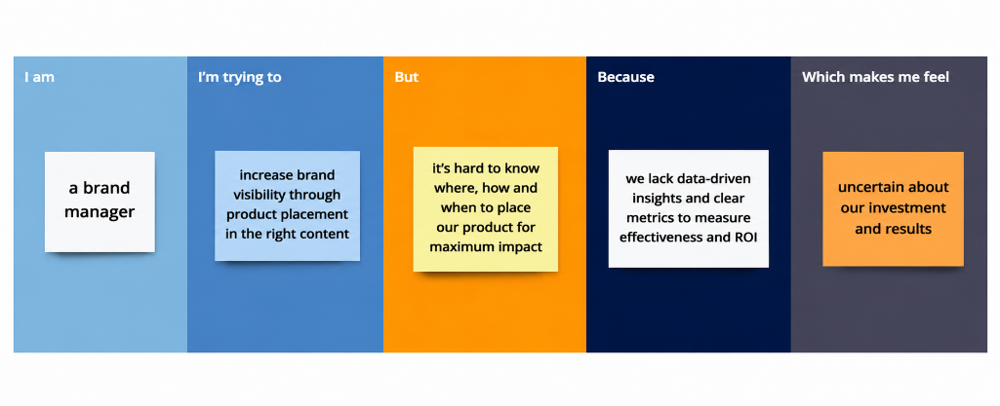 I am
a brand
manager
I’m trying to
increase brand
visibility through
product placement
in the right content
But
it’s hard to know
where, how and
when to place
our product for
maximum impact
Because
we lack data-driven
insights and clear
metrics to measure
effectiveness and ROI
Which makes me feel
uncertain about
our investment
and results